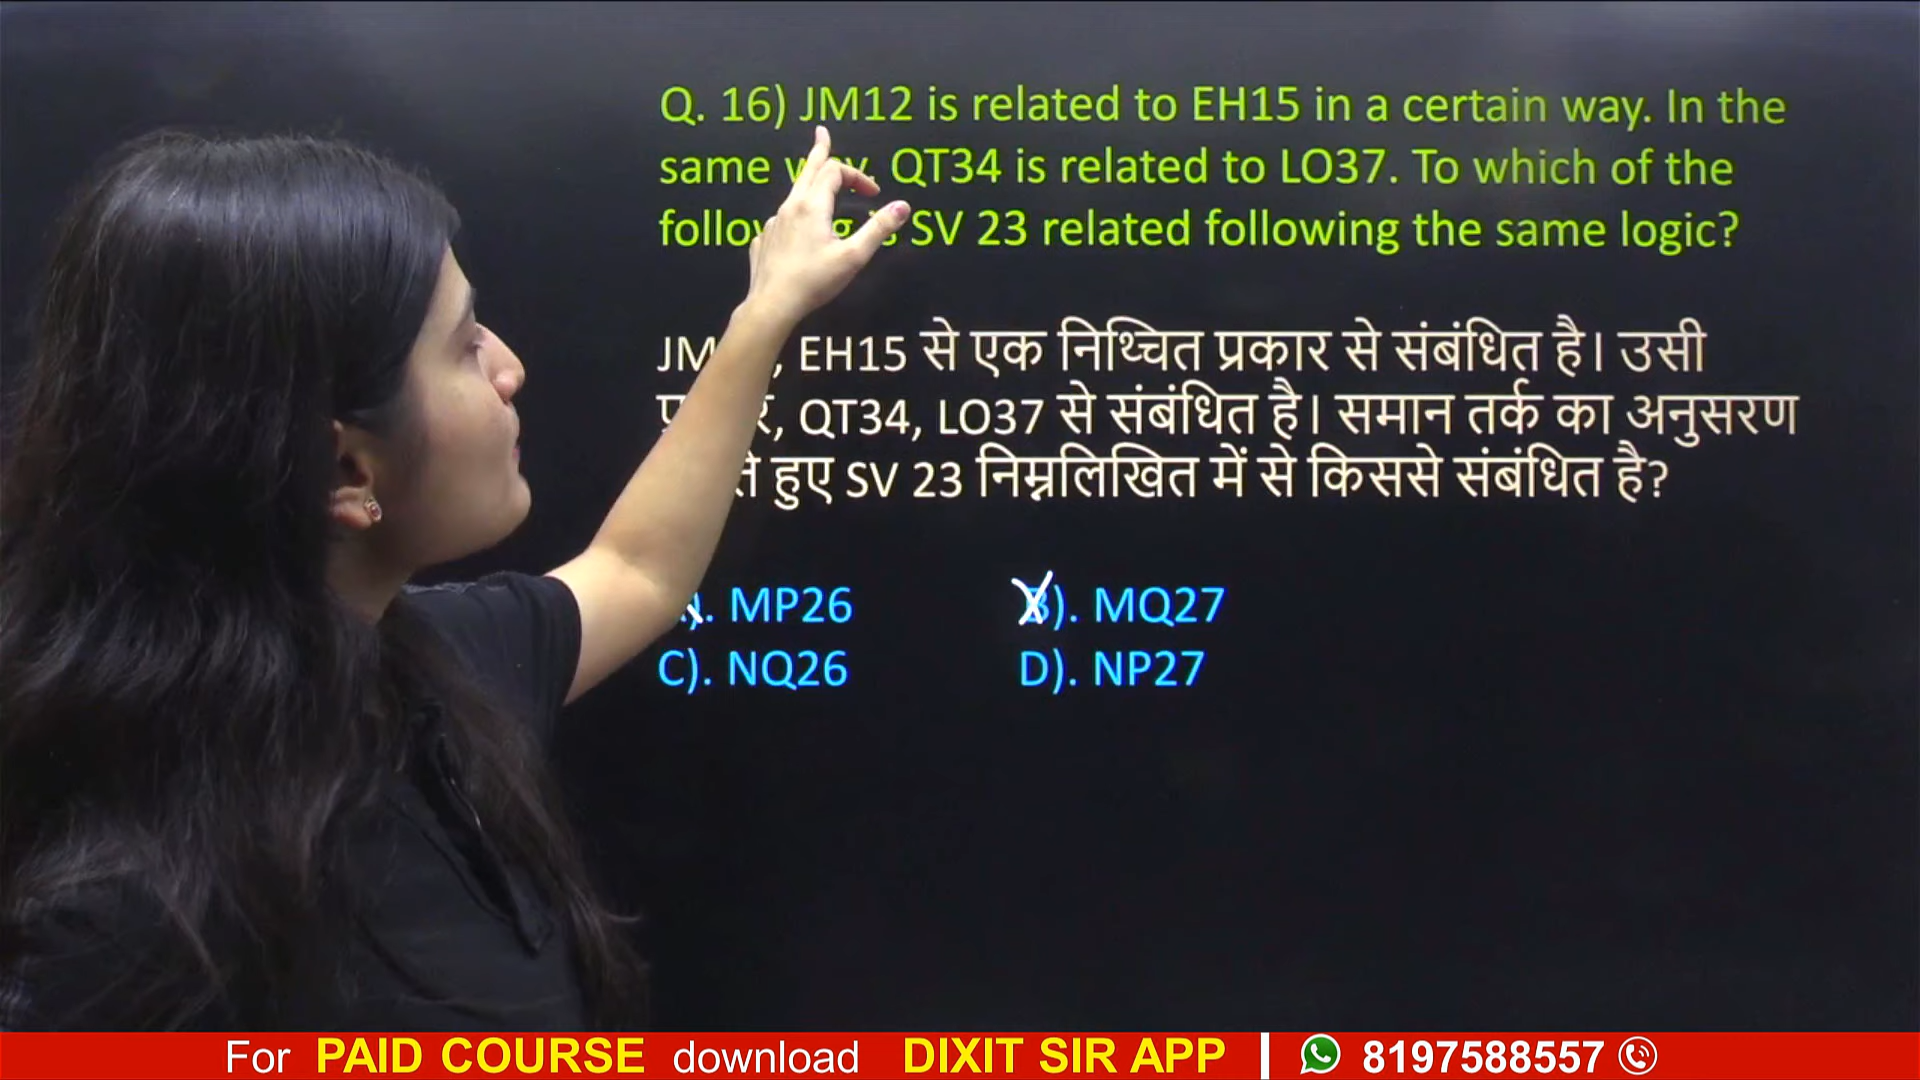 Q. 16) JM12 is related to EH15 in a certain way. In the
same QT34 is related to LO37. To which of the
SV 23 related following the same logic?
EH15 से एक निथ्चित प्रकार से संबंधित है। उसी
QT34, LO37 से संबंधित है। समान तर्क का अनुसरण
हुए SV 23 निम्नलिखित में से किससे संबंधित है?
MP26 B). MQ27
C). NQ26 D). NP27
For PAID COURSE download DIXIT SIR APP | 8197588557